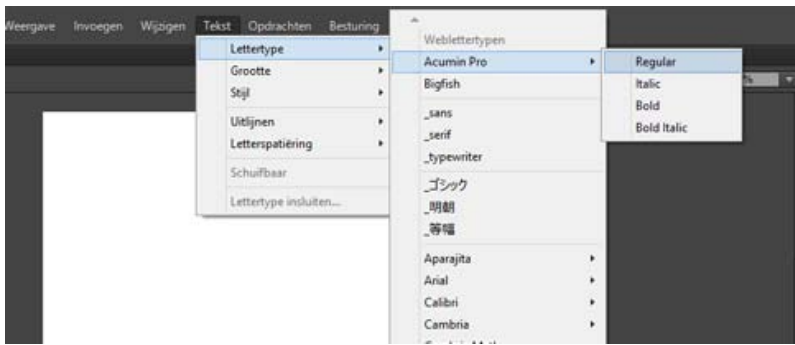 Weergave Invoegen Wijzigen Tekst Opdrachten Besturing
Lettertype
Grootte
Stijl
Uitlijnen
Letterspatiëring
Schuifbaar
Lettertype insluiten...
Weblettertypen
Acumin Pro
Bigfish
_sans
_serif
_typewriter
_ゴシック
_明朝
_等幅
Aparajita
Arial
Calibri
Cambria
Regular
Italic
Bold
Bold Italic
%